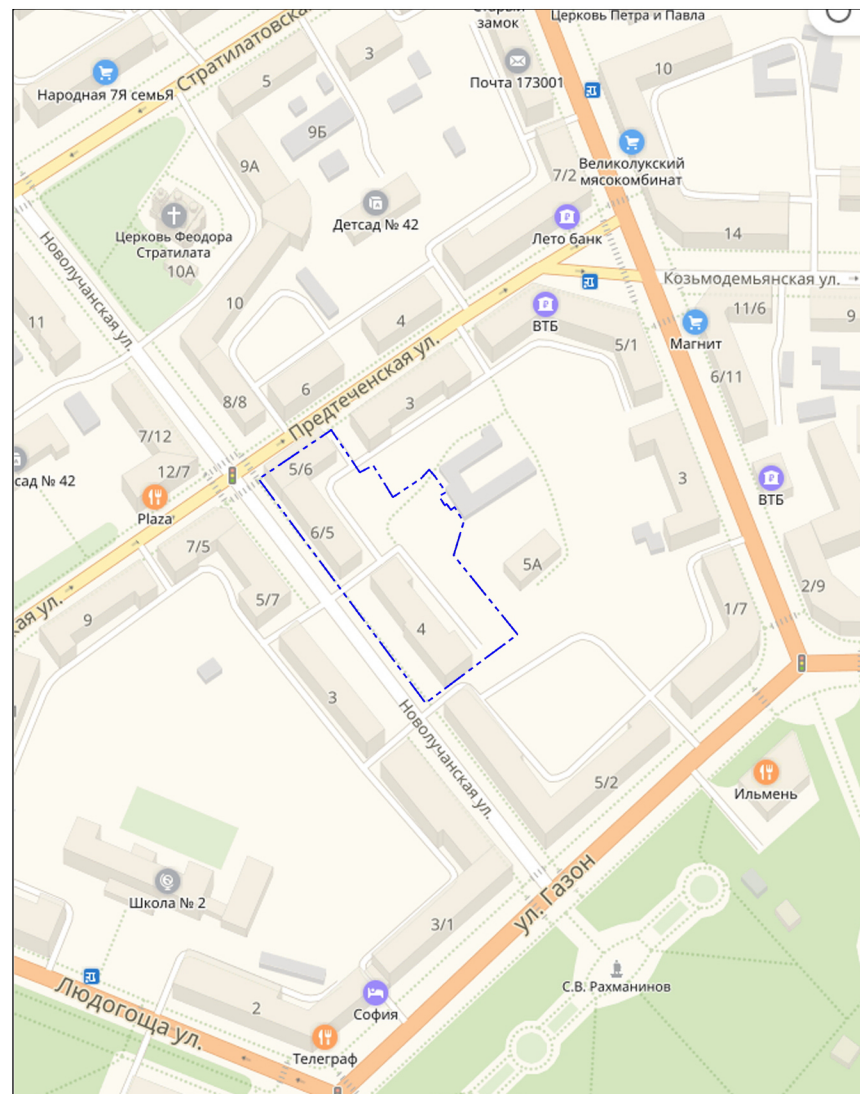 Старый
замок
Церковь Петра и Павла
Стратилатовская
3
10
Народная 7Я семьЯ
5
Почта 173001
9Б
9А
Великолукский
мясокомбинат
7/2
Детсад № 42
Лето банк
14
Церковь Феодора
Стратилата
10А
Новолучанская ул.
Козьмодемьянская ул.
10
11
4
ВТБ
11/6
9
5/1
Магнит
Предтеченская ул.
6
6/11
8/8
3
7/12
5/6
12/7
3
ВТБ
сад № 42
Plaza
6/5
7/5
5А
2/9
кая ул.
9
5/7
1/7
4
3
Новолучанская ул.
5/2
Ильмень
ул. Газон
Школа № 2
3/1
С.В. Рахманинов
Людогоща ул.
2
София
Телеграф